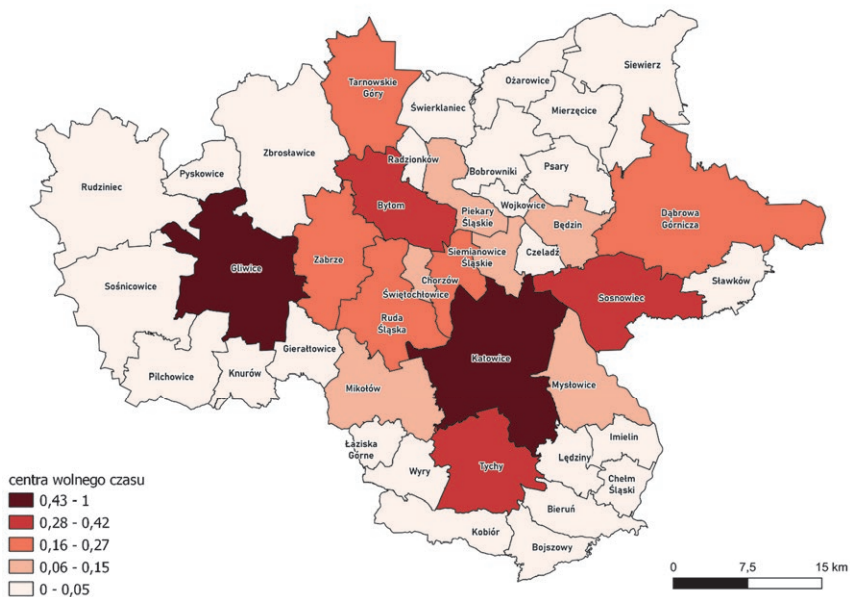 Siewierz
Ożarowice
Tarnowskie
Góry
Świerklaniec
Mierzęcice
Zbrosławice
Radzionków
Bobrowniki
Psary
Pyskowice
Rudziniec
Bytom
Wojkowice
Piekary
Śląskie
Będzin
Dąbrowa
Górnicza
Siemianowice
Śląskie
Czeladź
Zabrze
Gliwice
Chorzów
Sławków
Sośnicowice
Świętochłowice
Sosnowiec
Ruda
Śląska
Gierałtowice
Katowice
Pilchowice
Knurów
Mikołów
Mysłowice
Imielin
Łaziska
Górne
Lędziny
Wyry
Tychy
Chełm
Śląski
Bieruń
Kobiór
Bojszowy
centra wolnego czasu
0,43 - 1
0,28 - 0,42
0,16 - 0,27
0,06 - 0,15
0 - 0,05
0 7,5 15 km